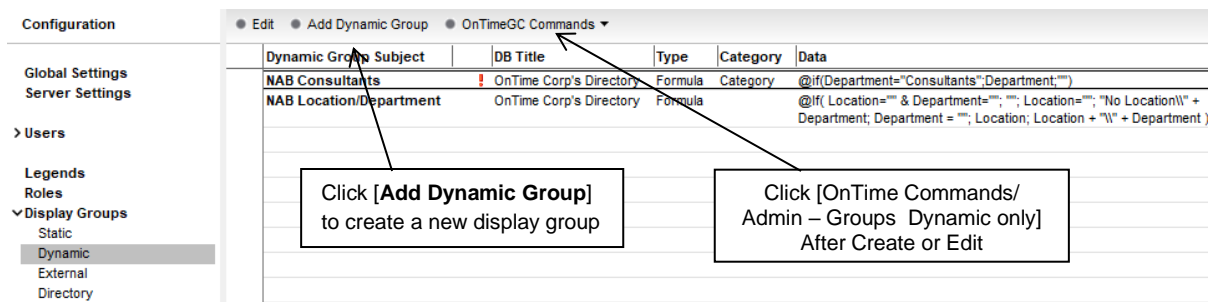 Configuration
Edit Add Dynamic Group OnTimeGC Commands
Dynamic Group Subject DB Title Type Category Data
NAB Consultants ! OnTime Corp's Directory Formula Category @if(Department="Consultants";Department;"")
NAB Location/Department OnTime Corp's Directory Formula @If( Location="" & Department=""; ""; Location=""; "No Location\\" +
Department; Department = ""; Location; Location + "\\" + Department )
Global Settings
Server Settings
Users
Legends
Roles
Display Groups
Static
Dynamic
External
Directory
Click [Add Dynamic Group]
to create a new display group
Click [OnTime Commands/
Admin – Groups Dynamic only]
After Create or Edit